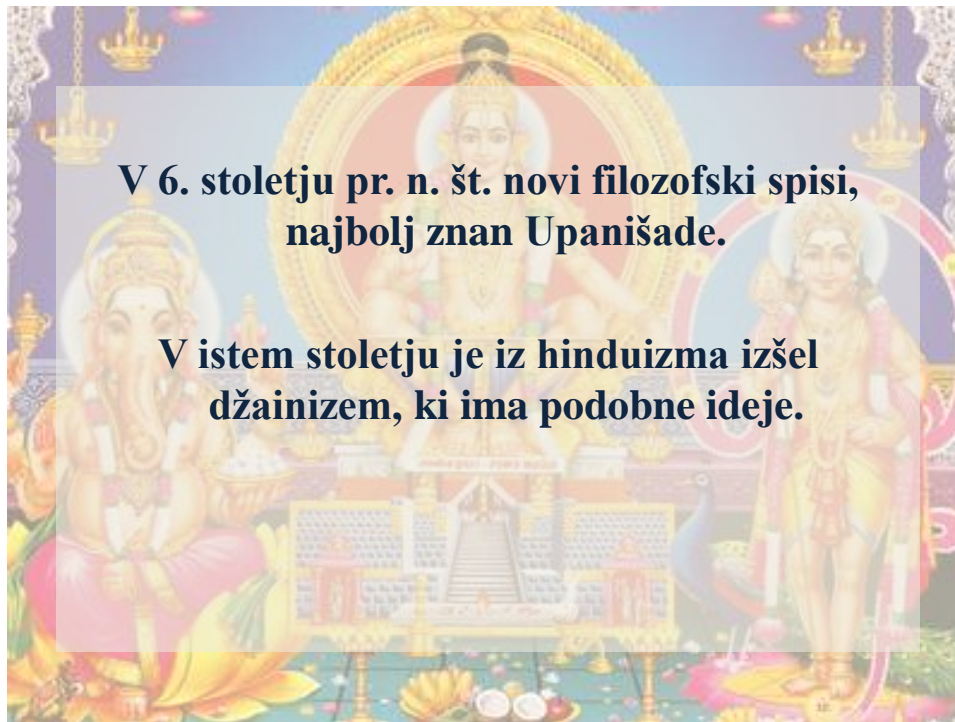 V 6. stoletju pr. n. št. novi filozofski spisi,
najbolj znan Upanišade.
V istem stoletju je iz hinduizma izšel
džainizem, ki ima podobne ideje.